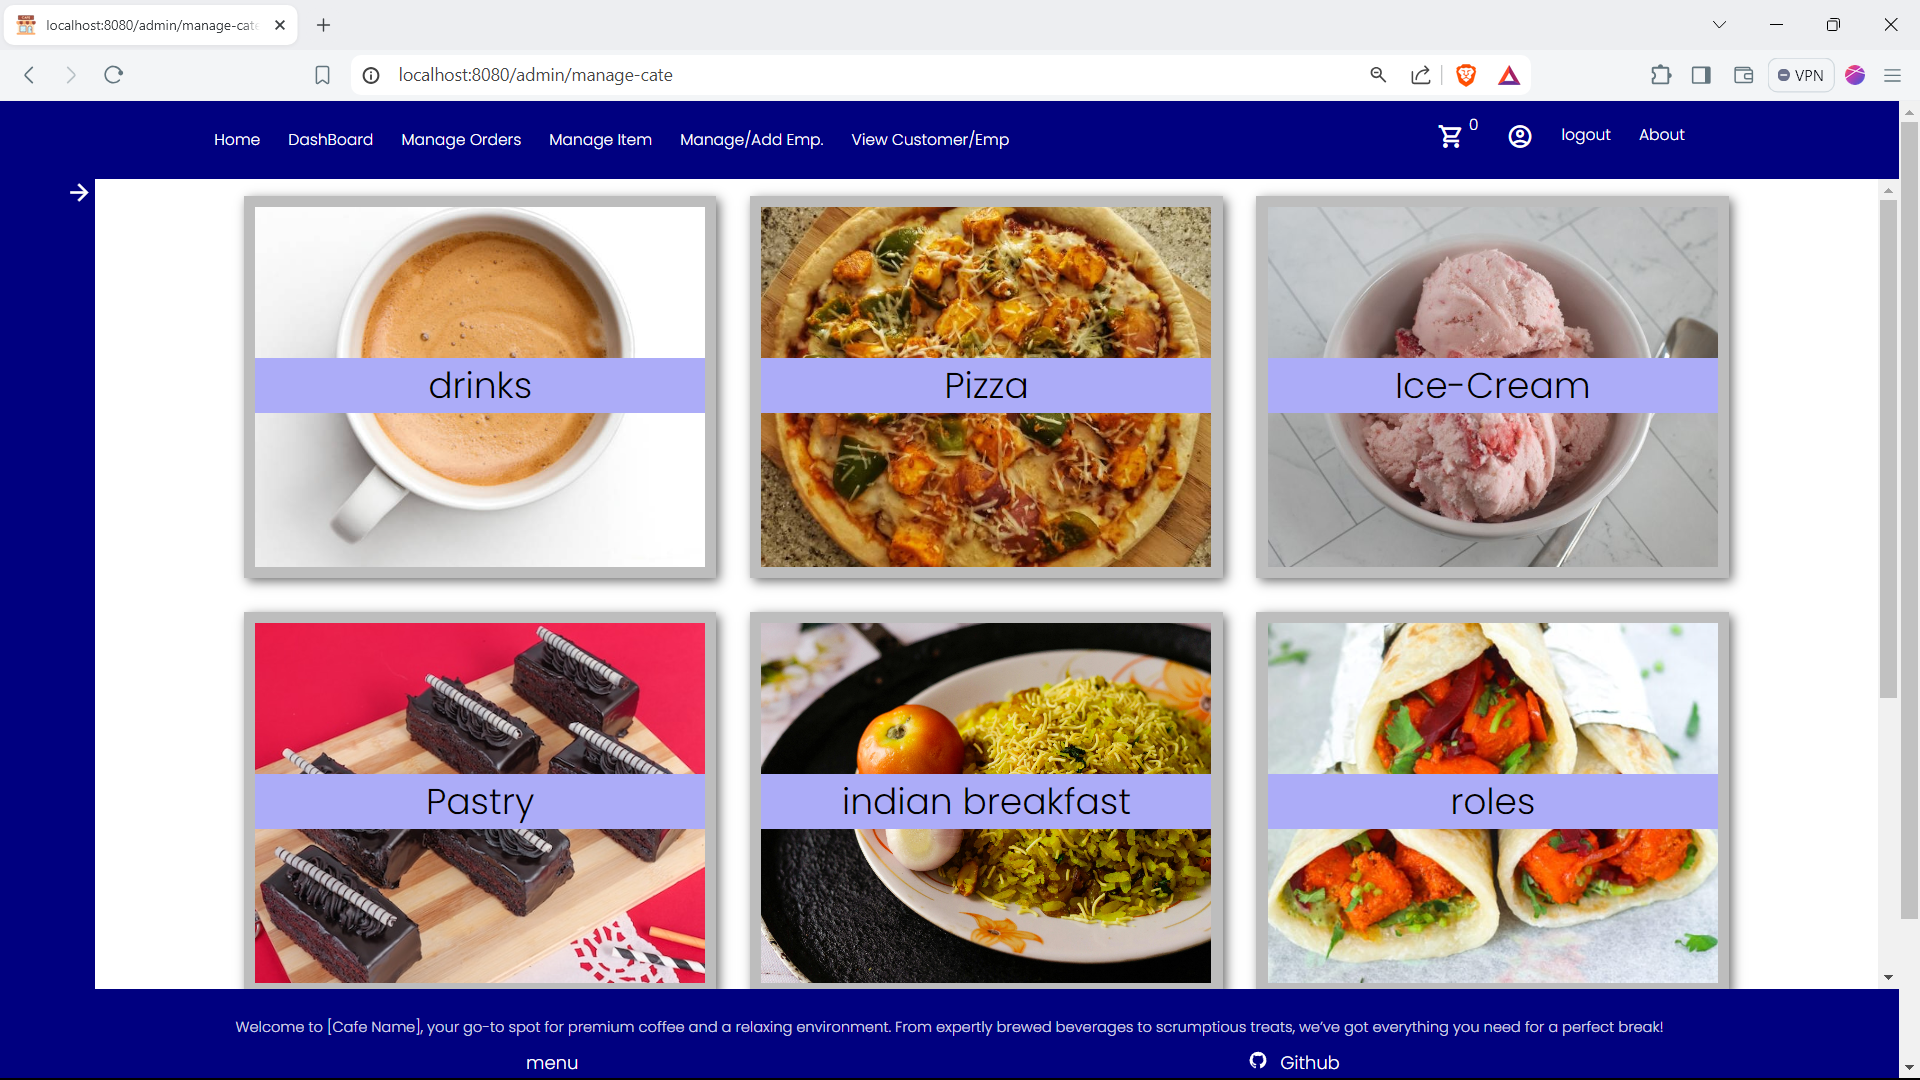 localhost:8080/admin/manage-cate
localhost:8080/admin/manage-cate
VPN
Home DashBoard Manage Orders Manage Item Manage/Add Emp. View Customer/Emp 0 logout About
drinks Pizza Ice-Cream
Pastry indian breakfast roles
Welcome to [Cafe Name], your go-to spot for premium coffee and a relaxing environment. From expertly brewed beverages to scrumptious treats, we've got everything you need for a perfect break!
menu Github